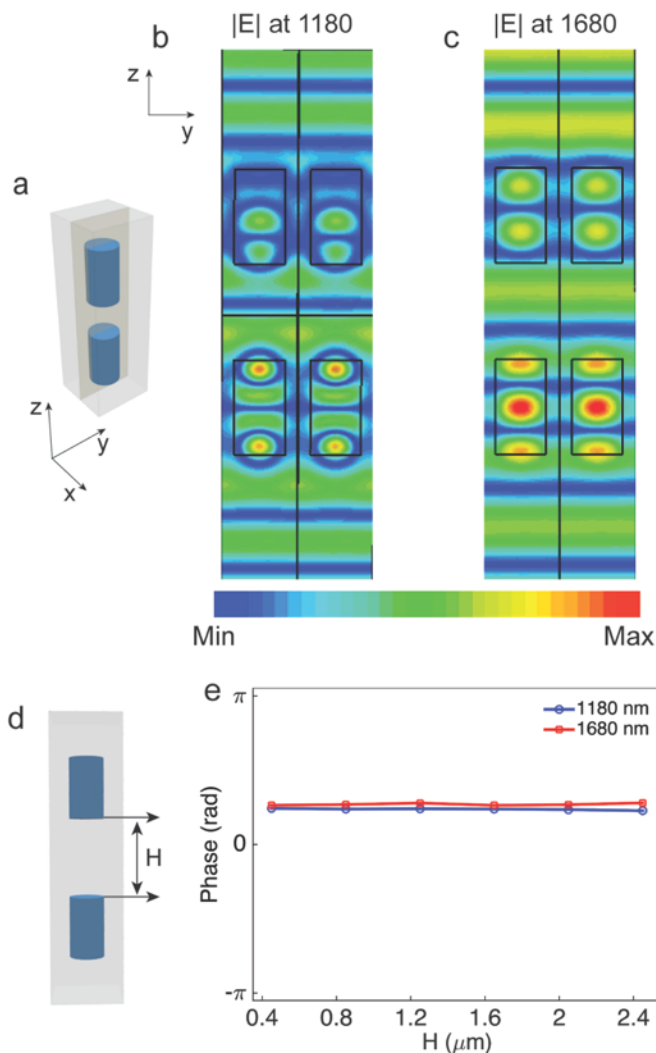 a
z
y
x
b
|E| at 1180
z
y
c
|E| at 1680
Min
Max
d
H
e
1180 nm
1680 nm
π
0
-π
Phase (rad)
0.4
0.8
1.2
1.6
2
2.4
H (μm)